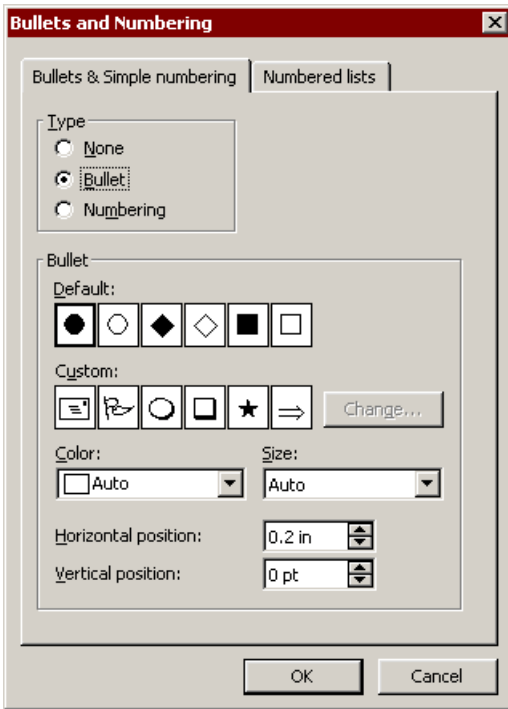 Bullets and Numbering
Bullets & Simple numbering Numbered lists
Type
None
Bullet
Numbering
Bullet
Default:
Custom:
Change...
Color: Size:
Auto Auto
Horizontal position: 0.2 in
Vertical position: 0 pt
OK Cancel